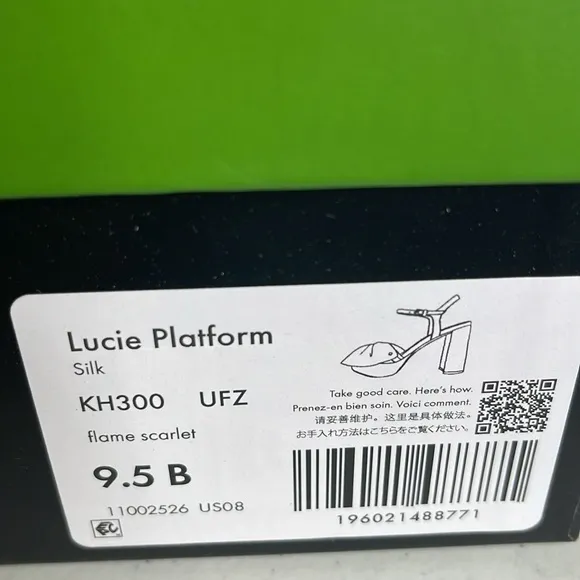 Lucie Platform
Silk
KH300 UFZ
flame scarlet
9.5 B
11002526 US08
Take good care. Here's how.
Prenez-en bien soin. Voici comment.
请妥善维护。这里是具体做法。
お手入れ方法はこちらをご覧ください。
196021488771